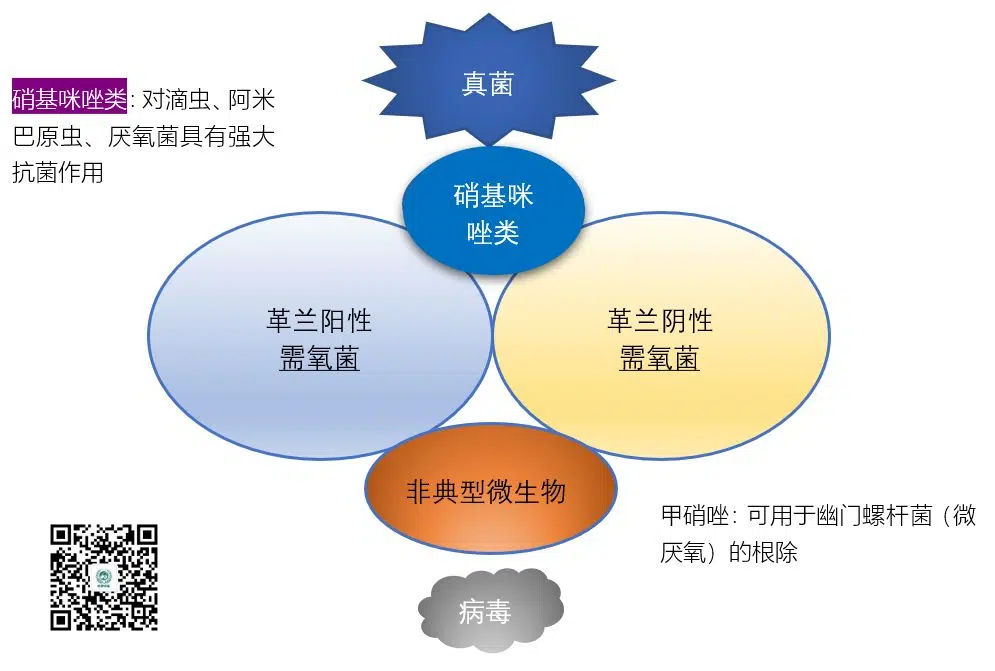 真菌
硝基咪唑类：对滴虫、阿米
巴原虫、厌氧菌具有强大
抗菌作用
硝基咪
唑类
革兰阳性
需氧菌
革兰阴性
需氧菌
非典型微生物
甲硝唑：可用于幽门螺杆菌（微
厌氧）的根除
病毒